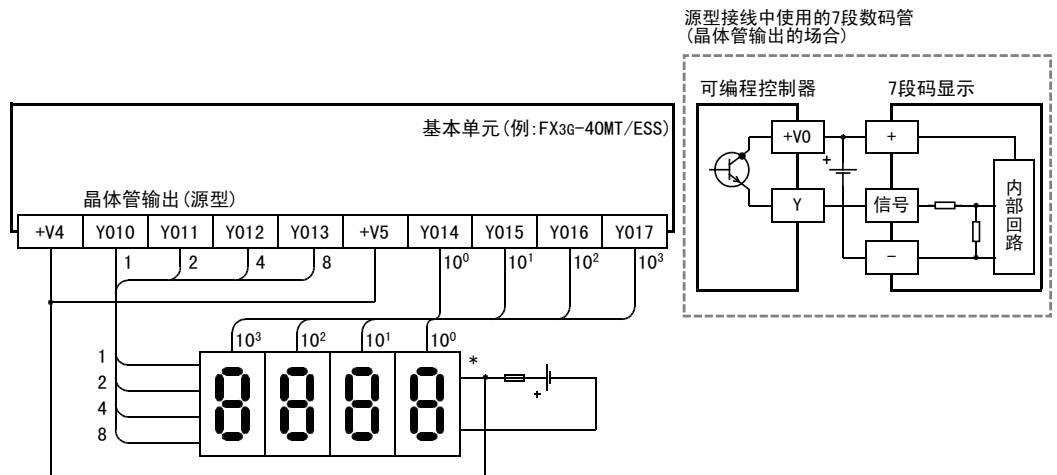 源型接线中使用的7段数码管
(晶体管输出的场合)
可编程控制器 7段码显示
基本单元(例:FX3G-40MT/ESS)
+V0 +
+
晶体管输出(源型)
Y 信号
内部回路
+V4 Y010 Y011 Y012 Y013 +V5 Y014 Y015 Y016 Y017
−
1 2 4 8 10⁰ 10¹ 10² 10³
10³ 10² 10¹ 10⁰
1 *
2
+
4
8
8888